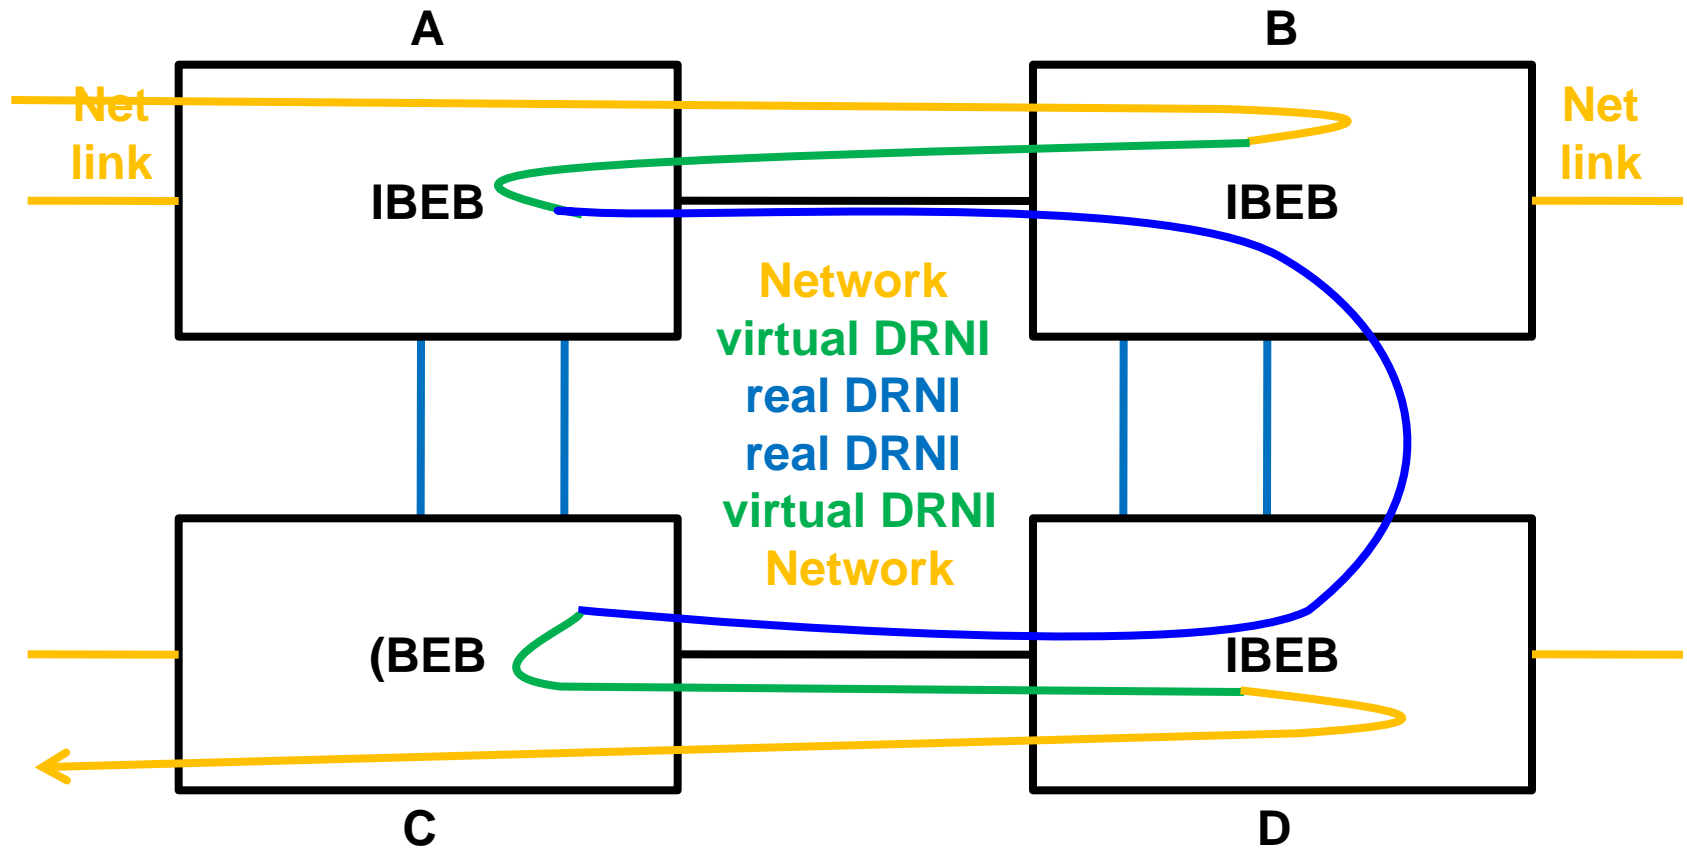 A
B
Net
link
Net
link
IBEB
IBEB
Network
virtual DRNI
real DRNI
real DRNI
virtual DRNI
Network
(BEB
IBEB
C
D